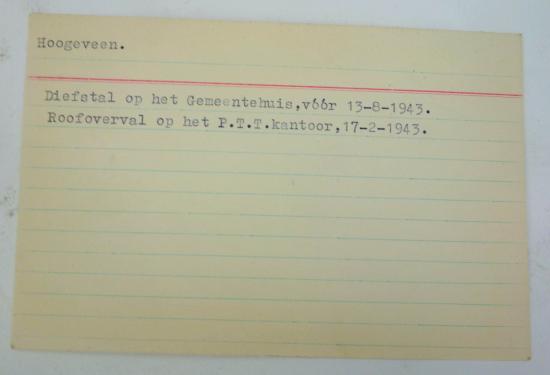 Hoogeveen.
Diefstal op het Gemeentehuis,vóór 13-8-1943.
Roofoverval op het P.T.T.kantoor,17-2-1943.